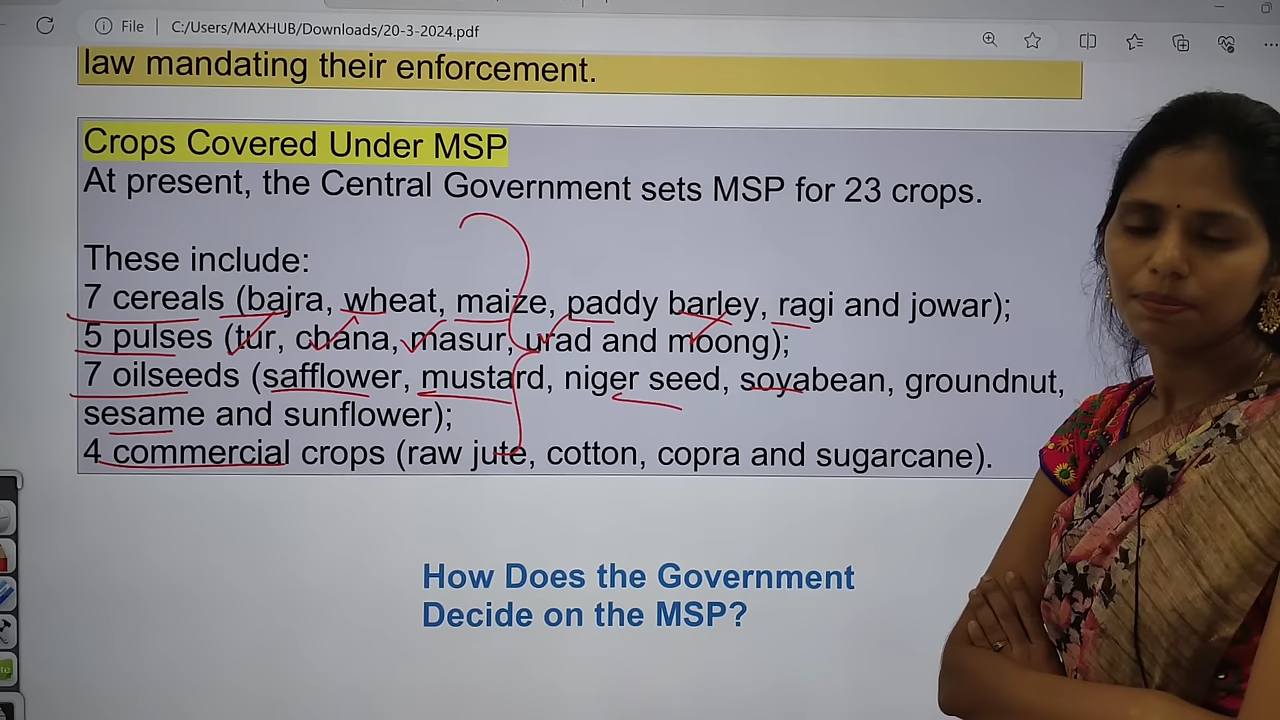 File
C:/Users/MAXHUB/Downloads/20-3-2024.pdf
law mandating their enforcement.
Crops Covered Under MSP
At present, the Central Government sets MSP for 23 crops.
These include:
7 cereals (bajra, wheat, maize, paddy barley, ragi and jowar);
5 pulses (tur, chana, masur, urad and moong);
7 oilseeds (safflower, mustard, niger seed, soyabean, groundnut,
sesame and sunflower);
4 commercial crops (raw jute, cotton, copra and sugarcane).
How Does the Government
Decide on the MSP?